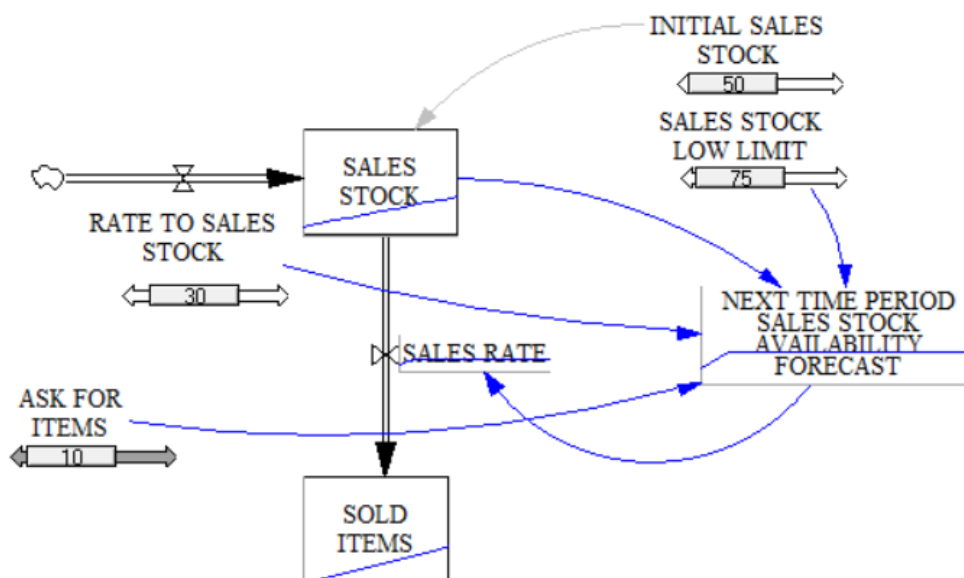 INITIAL SALES
STOCK
50
SALES STOCK
LOW LIMIT
75
SALES
STOCK
RATE TO SALES
STOCK
30
NEXT TIME PERIOD
SALES STOCK
AVAILABILITY
FORECAST
SALES RATE
ASK FOR
ITEMS
10
SOLD
ITEMS